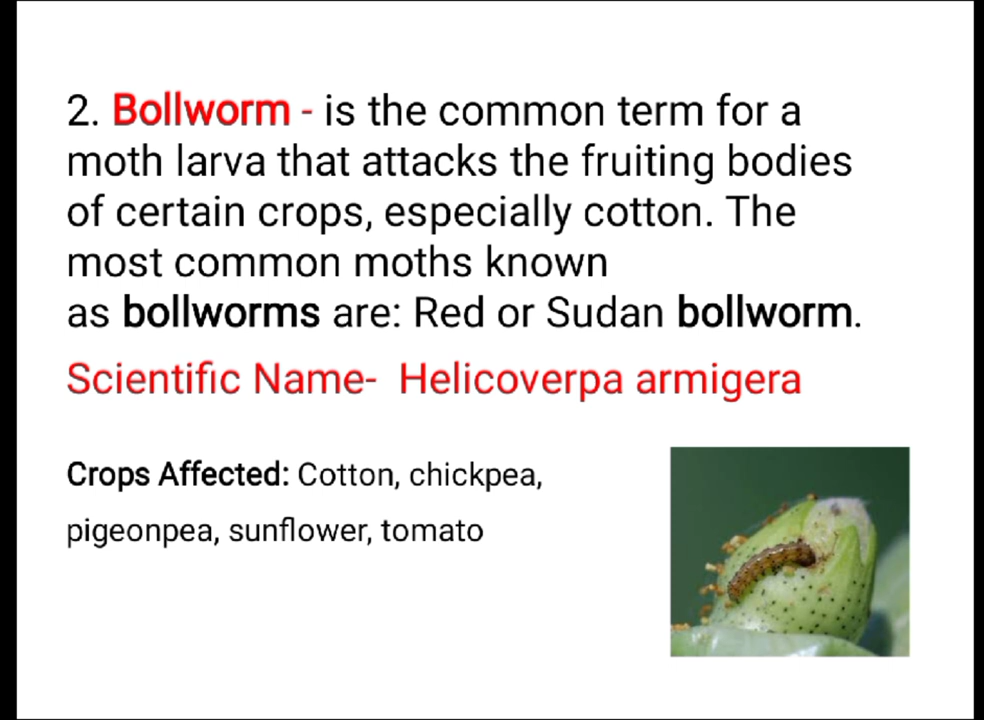 2. Bollworm - is the common term for a
moth larva that attacks the fruiting bodies
of certain crops, especially cotton. The
most common moths known
as bollworms are: Red or Sudan bollworm.
Scientific Name-  Helicoverpa armigera
Crops Affected: Cotton, chickpea,
pigeonpea, sunflower, tomato